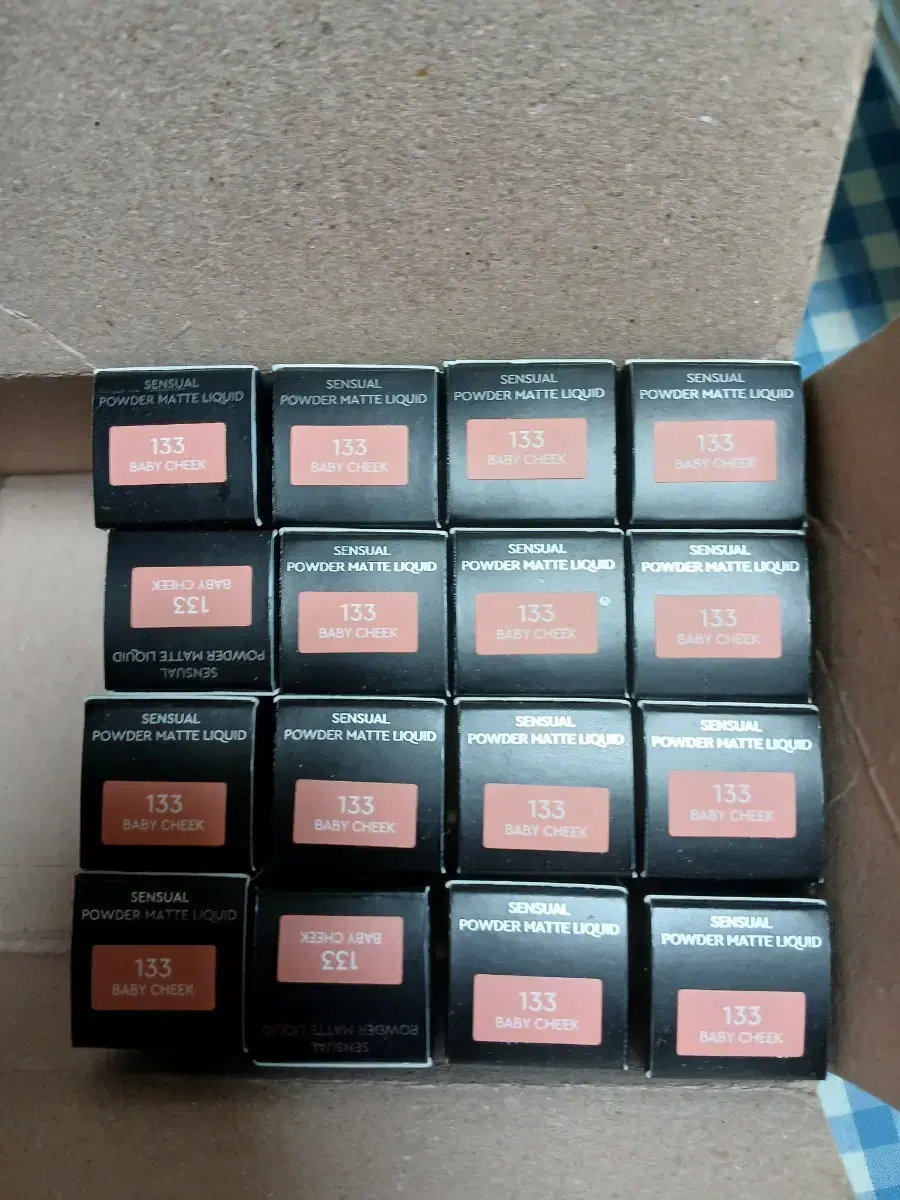 SENSUAL
POWDER MATTE LIQUID
133
BABY CHEEK
SENSUAL
POWDER MATTE LIQUID
133
BABY CHEEK
SENSUAL
POWDER MATTE LIQUID
133
BABY CHEEK
SENSUAL
POWDER MATTE LIQUID
133
BABY CHEEK
SENSUAL
POWDER MATTE LIQUID
133
BABY CHEEK
SENSUAL
POWDER MATTE LIQUID
133
BABY CHEEK
SENSUAL
POWDER MATTE LIQUID
133
BABY CHEEK
SENSUAL
POWDER MATTE LIQUID
133
BABY CHEEK
SENSUAL
POWDER MATTE LIQUID
133
BABY CHEEK
SENSUAL
POWDER MATTE LIQUID
133
BABY CHEEK
SENSUAL
POWDER MATTE LIQUID
133
BABY CHEEK
SENSUAL
POWDER MATTE LIQUID
133
BABY CHEEK
SENSUAL
POWDER MATTE LIQUID
133
BABY CHEEK
SENSUAL
POWDER MATTE LIQUID
133
BABY CHEEK
SENSUAL
POWDER MATTE LIQUID
133
BABY CHEEK
SENSUAL
POWDER MATTE LIQUID
133
BABY CHEEK